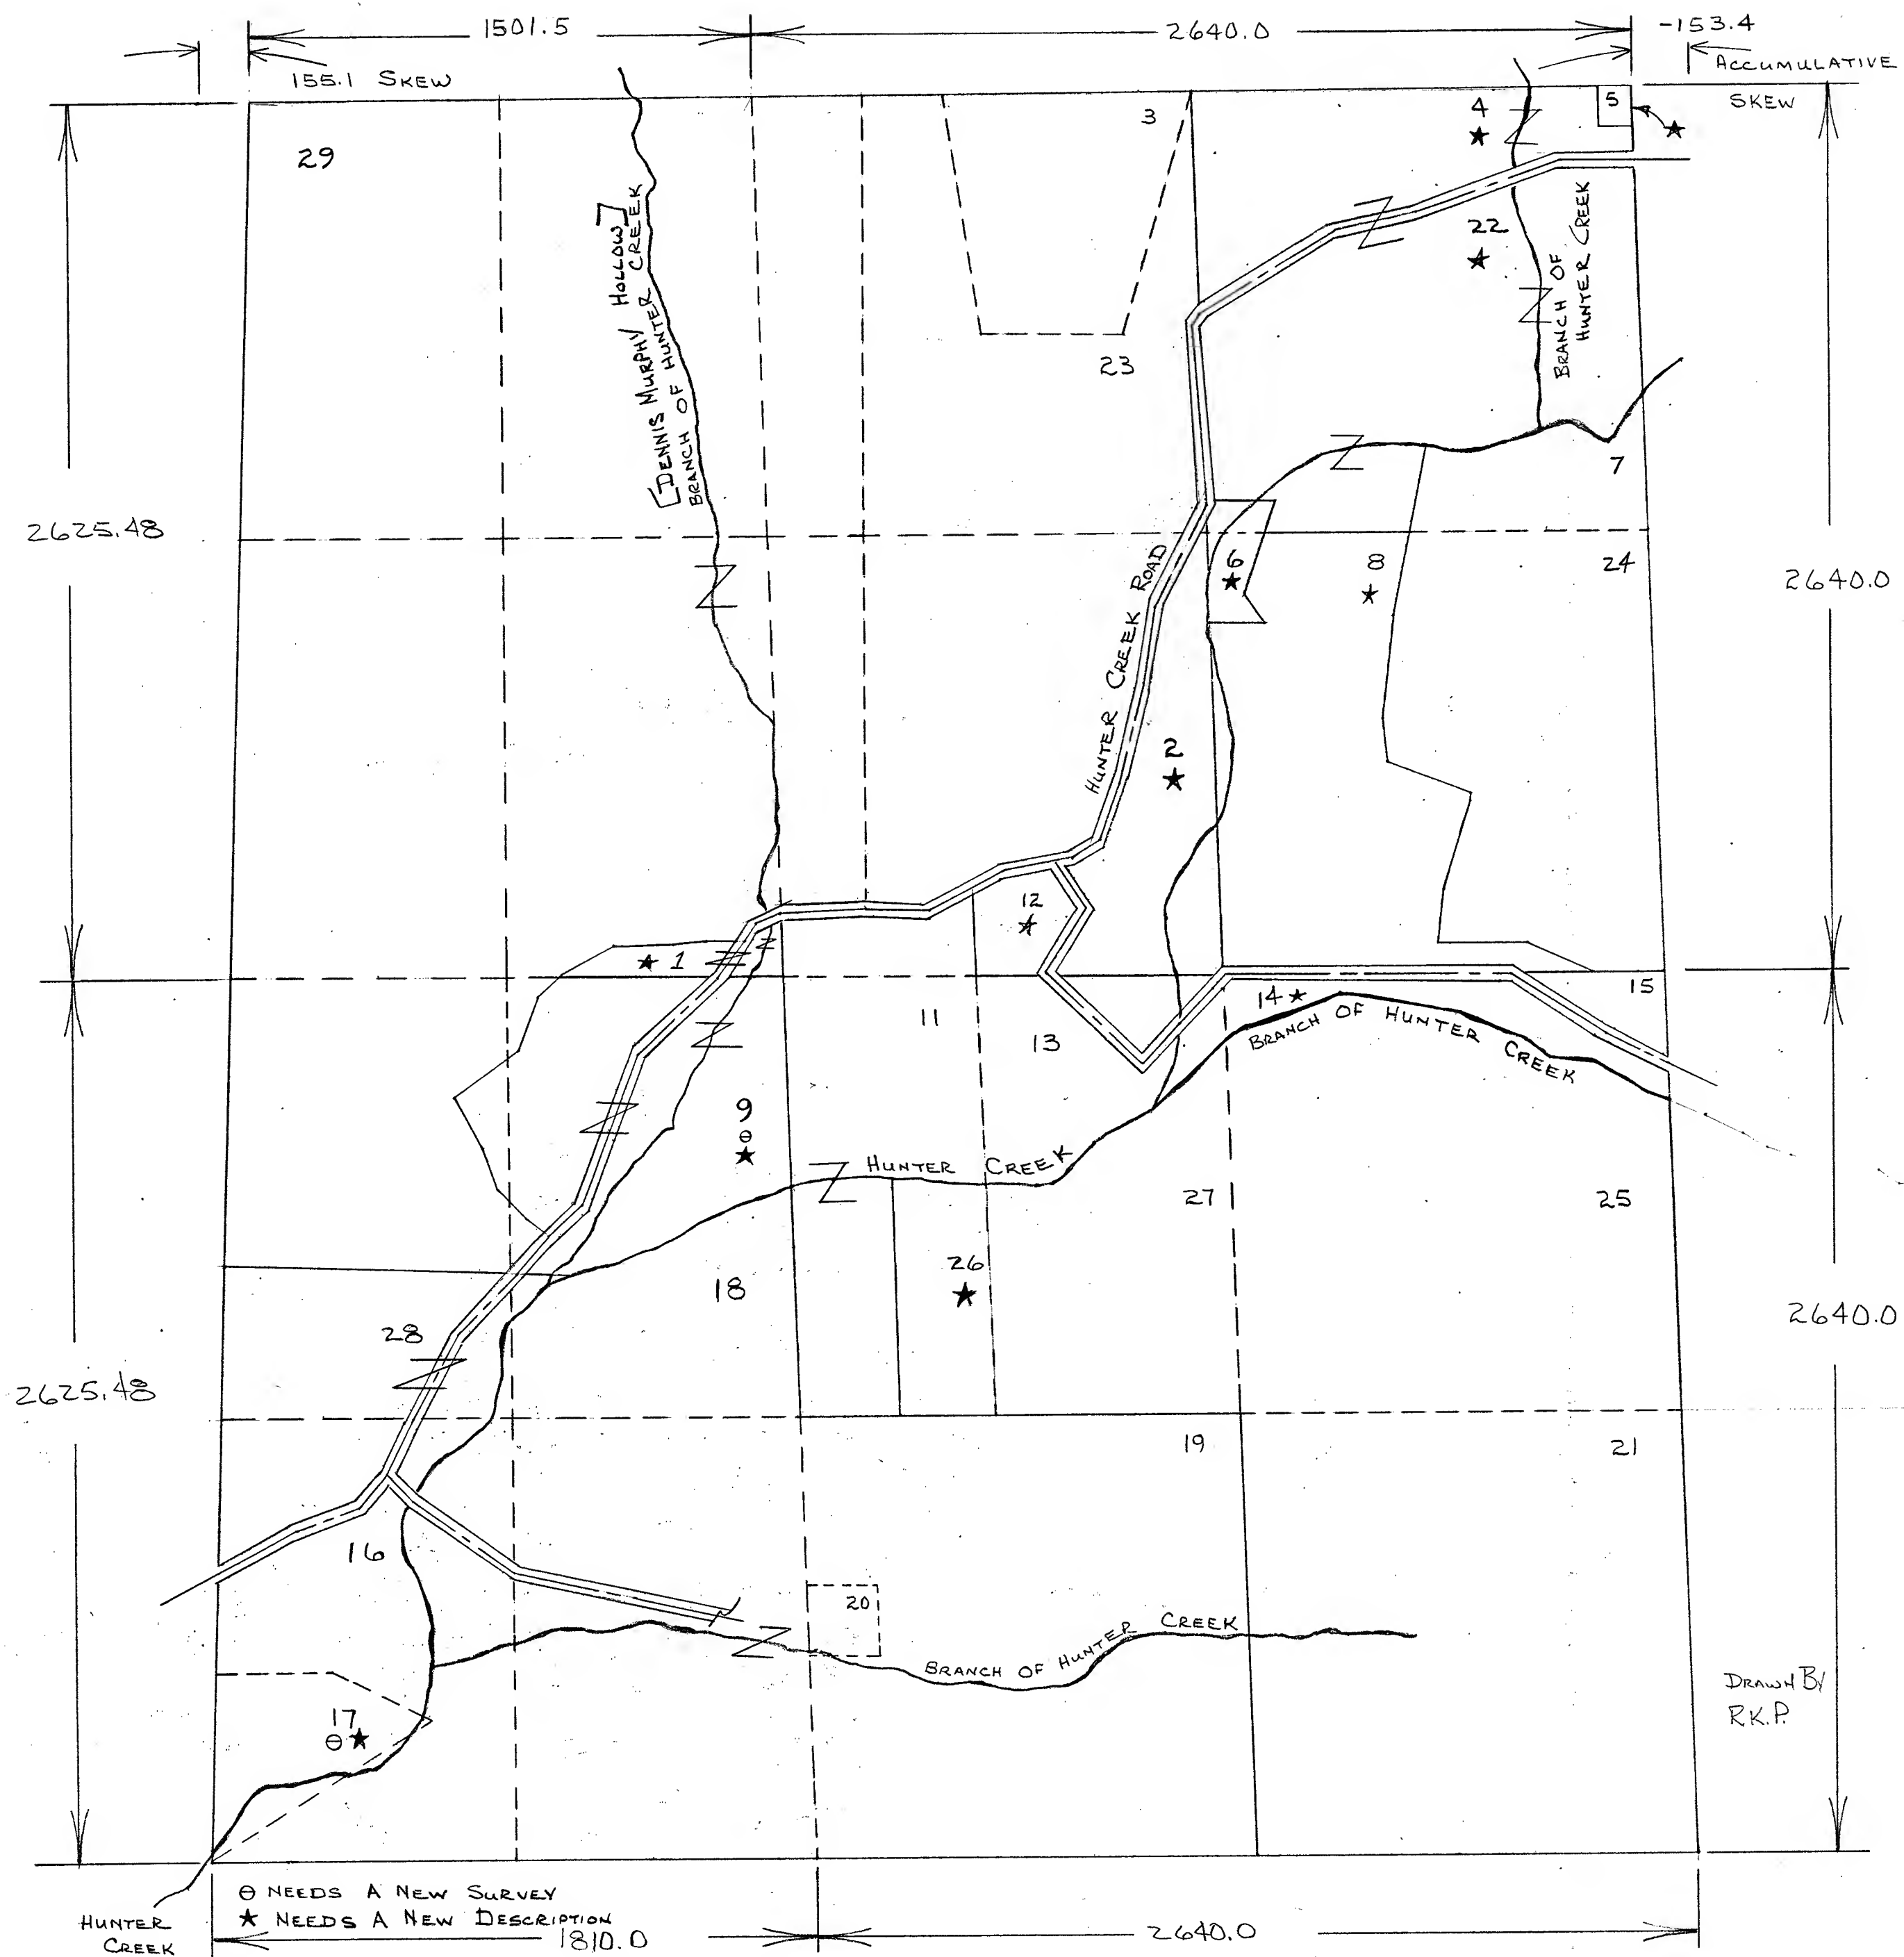 1501.5
2640.0
-153.4
155.1 SKEW
ACCUMULATIVE
SKEW
3
4
★
5
★
29
[DENNIS MURPHY HOLLOW]
BRANCH OF HUNTER CREEK
22
★
BRANCH OF
HUNTER CREEK
23
7
2625.48
HUNTER CREEK ROAD
6
★
8
★
24
2640.0
2
★
12
★
★ 1
11
13
14 ★
15
BRANCH OF HUNTER CREEK
9
⊖
★
HUNTER CREEK
27
25
18
26
★
28
2640.0
2625.48
19
21
16
20
BRANCH OF HUNTER CREEK
17
⊖ ★
DRAWN BY
R.K.P.
⊖ NEEDS A NEW SURVEY
★ NEEDS A NEW DESCRIPTION
HUNTER
CREEK
1810.0
2640.0